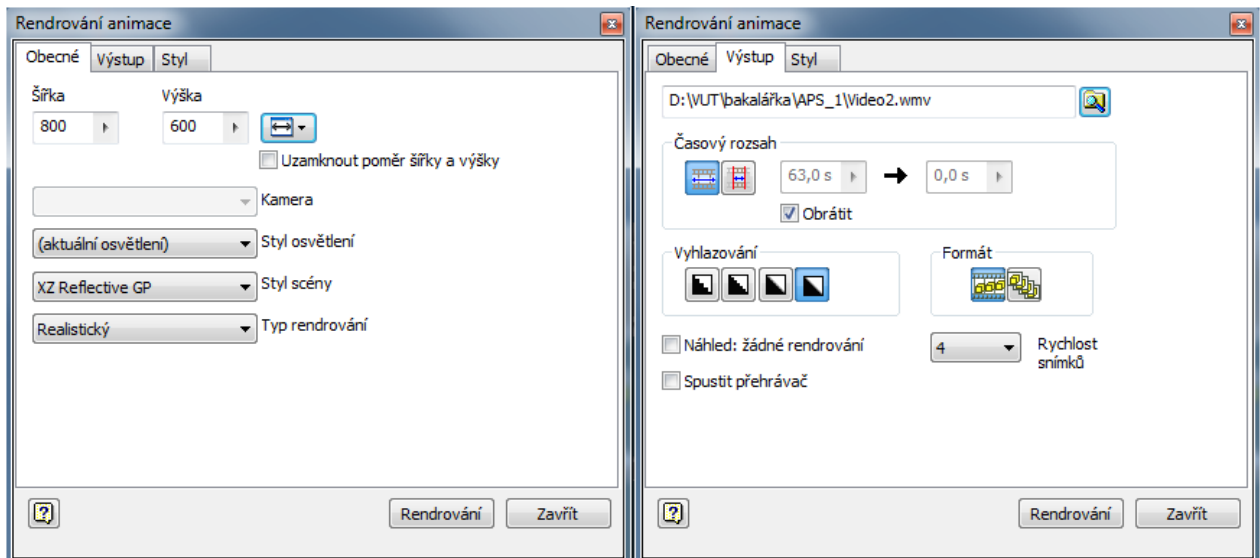 Rendrování animace
Obecné Výstup Styl
Šířka Výška
800 600
Uzamknout poměr šířky a výšky
Kamera
(aktuální osvětlení) Styl osvětlení
XZ Reflective GP Styl scény
Realistický Typ rendrování
Rendrování Zavřít
Rendrování animace
Obecné Výstup Styl
D:\VUT\bakalářka\APS_1\Video2.wmv
Časový rozsah
63,0 s 0,0 s
Obrátit
Vyhlazování Formát
Náhled: žádné rendrování 4 Rychlost
snímků
Spustit přehrávač
Rendrování Zavřít